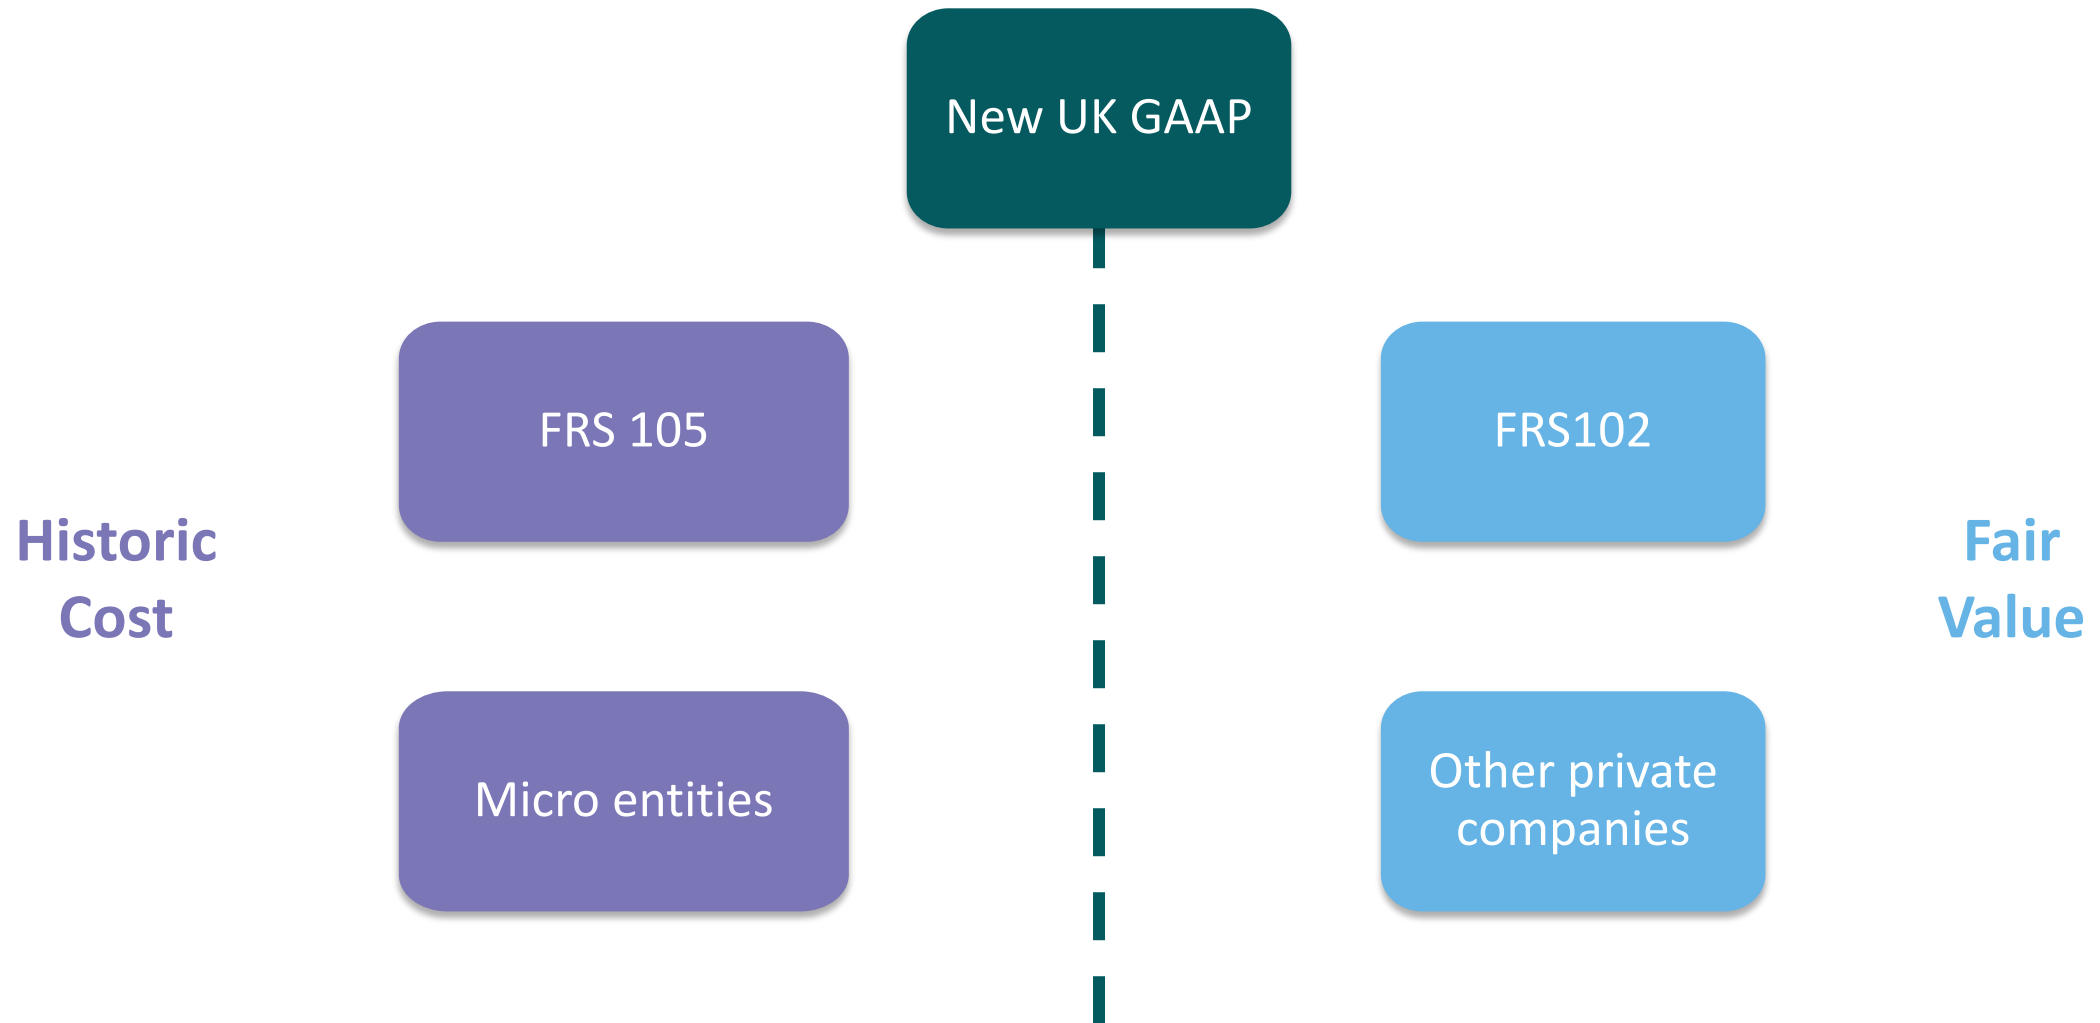 New UK GAAP
FRS 105
FRS102
Historic
Cost
Fair
Value
Micro entities
Other private
companies